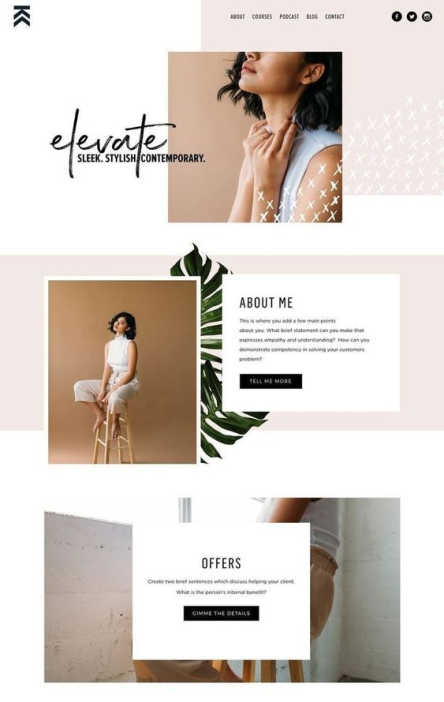 ABOUT COURSES PODCAST BLOG CONTACT
elevate
SLEEK. STYLISH. CONTEMPORARY.
ABOUT ME
This is where you add a few main points
about you. What brief statement can you make that
expresses empathy and understanding? How can you
demonstrate competency in solving your customers
problem?
TELL ME MORE
OFFERS
Create two brief sentences which discuss helping your client.
What is the person's internal benefit?
GIMME THE DETAILS